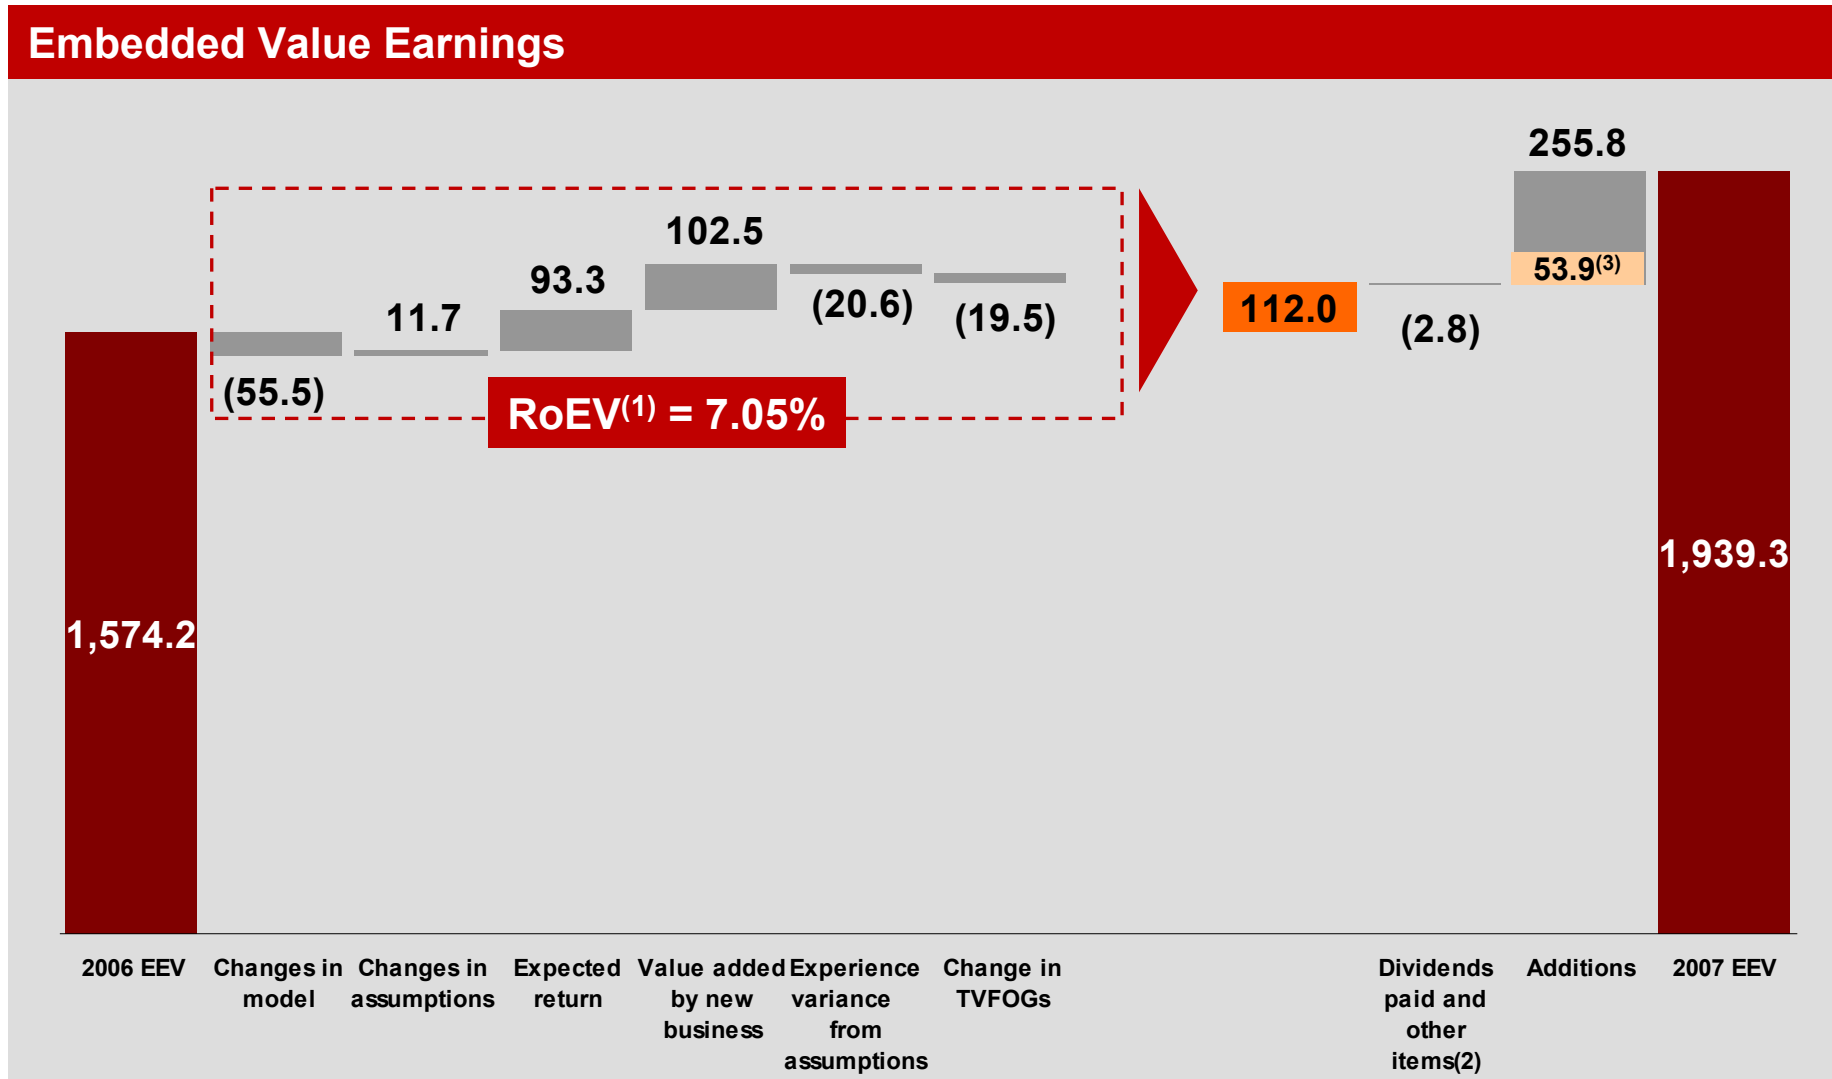 Embedded Value Earnings
255.8
53.9(3)
102.5
93.3
11.7
(55.5)
(20.6)
(19.5)
RoEV(1) = 7.05%
112.0
(2.8)
1,574.2
1,939.3
2006 EEV
Changes in
model
Changes in
assumptions
Expected
return
Value added
by new
business
Experience
variance
from
assumptions
Change in
TVFOGs
Dividends
paid and
other
items(2)
Additions
2007 EEV